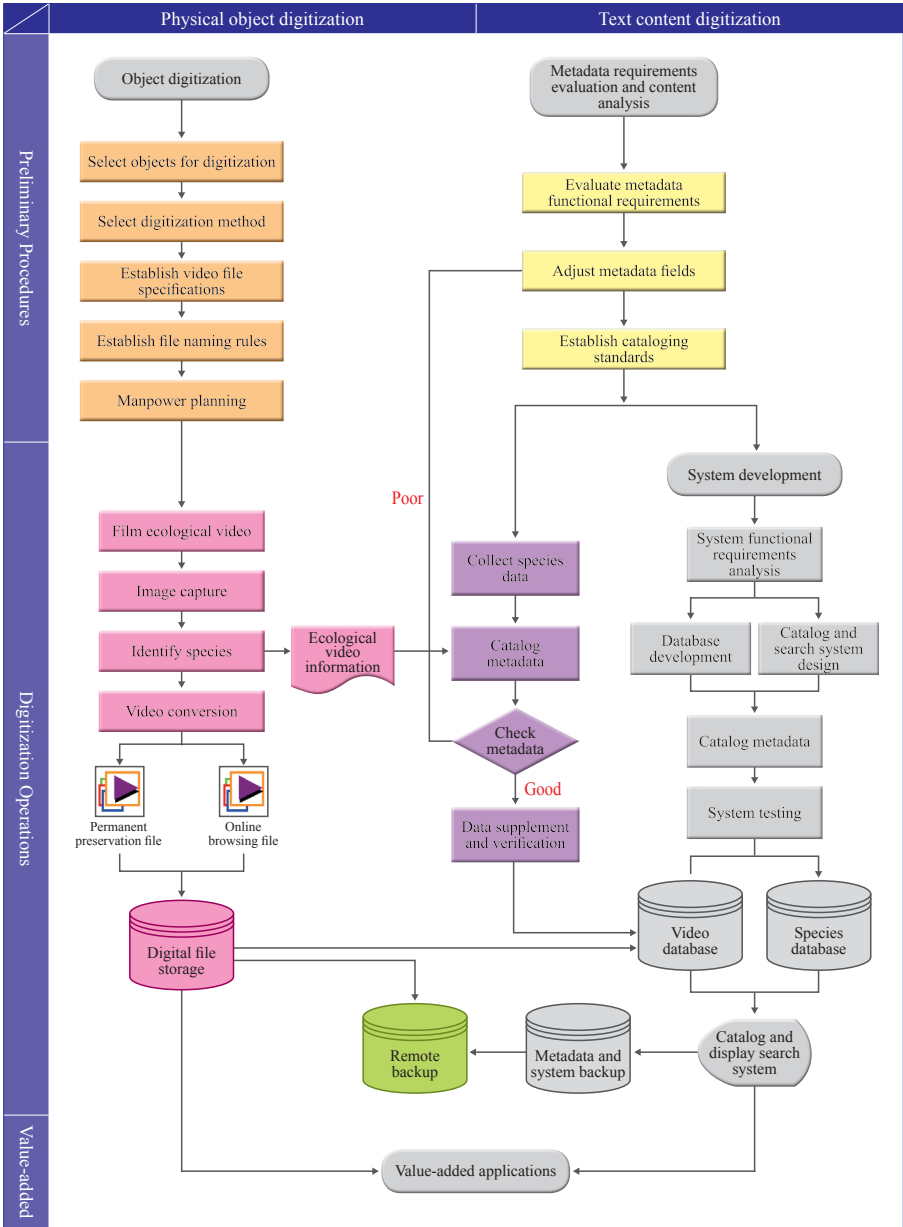 Physical object digitization
Text content digitization
Preliminary Procedures
Object digitization
Select objects for digitization
Select digitization method
Establish video file
specifications
Establish file naming rules
Manpower planning
Metadata requirements
evaluation and content
analysis
Evaluate metadata
functional requirements
Adjust metadata fields
Establish cataloging
standards
Digitization Operations
Film ecological video
Image capture
Identify species
Video conversion
Permanent
preservation file
Online
browsing file
Digital file
storage
Ecological
video
information
Poor
Collect species
data
Catalog
metadata
Check
metadata
Good
Data supplement
and verification
System development
System functional
requirements
analysis
Database
development
Catalog and
search system
design
Catalog metadata
System testing
Video
database
Species
database
Remote
backup
Metadata and
system backup
Catalog and
display search
system
Value-added
Value-added applications